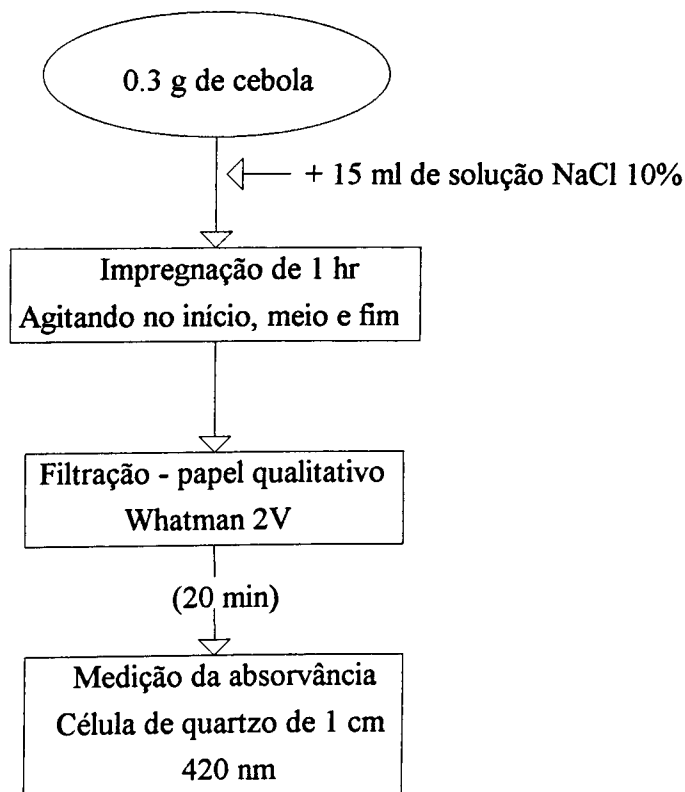 0.3 g de cebola
+ 15 ml de solução NaCl 10%
Impregnação de 1 hr
Agitando no início, meio e fim
Filtração - papel qualitativo
Whatman 2V
(20 min)
Medição da absorvância
Célula de quartzo de 1 cm
420 nm